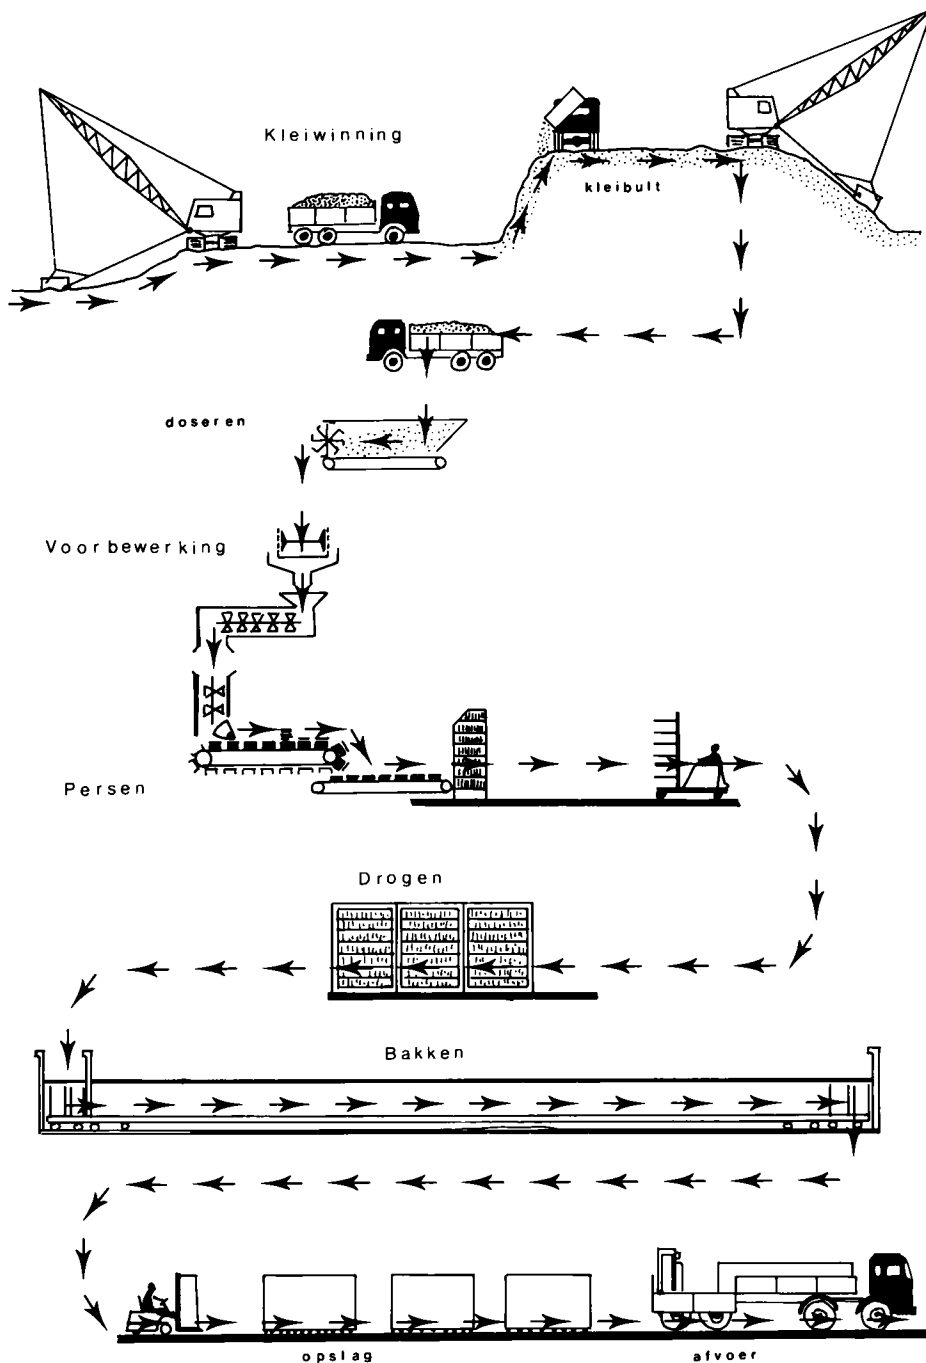 Kleiwinning
kleibult
doseren
Voorbewerking
Persen
Drogen
Bakken
opslag
afvoer